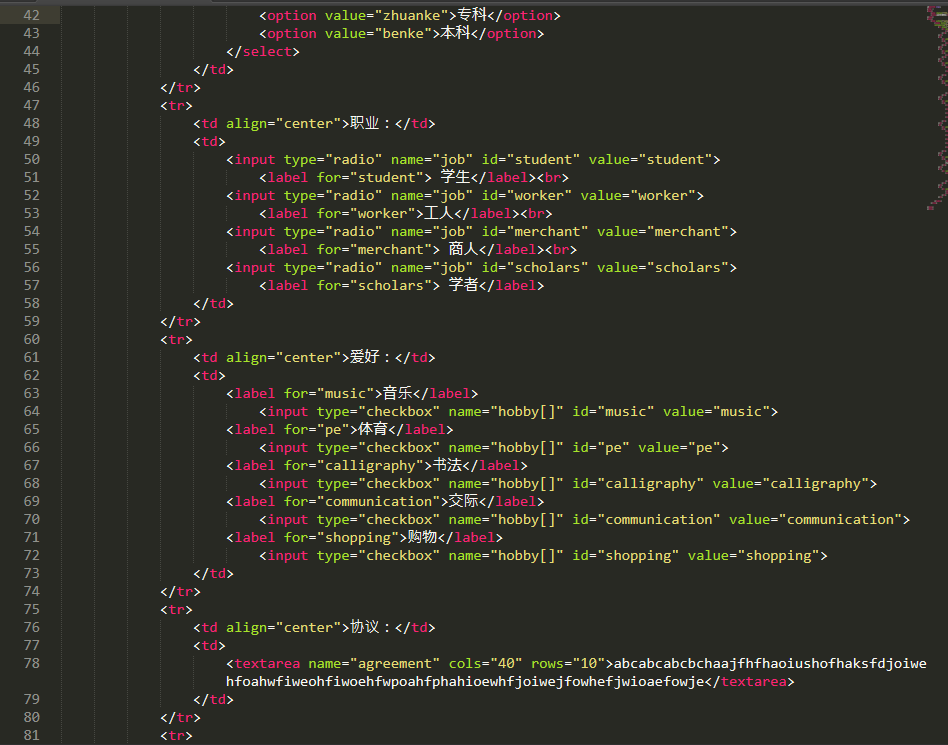 42 <option value="zhuanke">专科</option>
43 <option value="benke">本科</option>
44 </select>
45 </td>
46 </tr>
47 <tr>
48 <td align="center">职业：</td>
49 <td>
50 <input type="radio" name="job" id="student" value="student">
51 <label for="student"> 学生</label><br>
52 <input type="radio" name="job" id="worker" value="worker">
53 <label for="worker">工人</label><br>
54 <input type="radio" name="job" id="merchant" value="merchant">
55 <label for="merchant"> 商人</label><br>
56 <input type="radio" name="job" id="scholars" value="scholars">
57 <label for="scholars"> 学者</label>
58 </td>
59 </tr>
60 <tr>
61 <td align="center">爱好：</td>
62 <td>
63 <label for="music">音乐</label>
64 <input type="checkbox" name="hobby[]" id="music" value="music">
65 <label for="pe">体育</label>
66 <input type="checkbox" name="hobby[]" id="pe" value="pe">
67 <label for="calligraphy">书法</label>
68 <input type="checkbox" name="hobby[]" id="calligraphy" value="calligraphy">
69 <label for="communication">交际</label>
70 <input type="checkbox" name="hobby[]" id="communication" value="communication">
71 <label for="shopping">购物</label>
72 <input type="checkbox" name="hobby[]" id="shopping" value="shopping">
73 </td>
74 </tr>
75 <tr>
76 <td align="center">协议：</td>
77 <td>
78 <textarea name="agreement" cols="40" rows="10">abcabcabcbchaajfhfhaoiushofhaksfdjoiwe
hfoahwfiweohfiwoehfwpoahfphahioewhfjoiwejfowhefjwioaefowje</textarea>
79 </td>
80 </tr>
81 <tr>